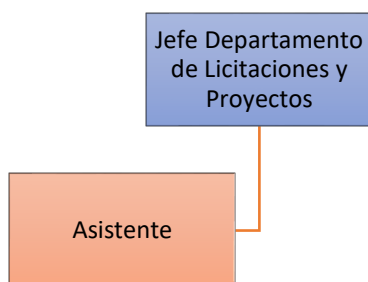 Jefe Departamento
de Licitaciones y
Proyectos
Asistente